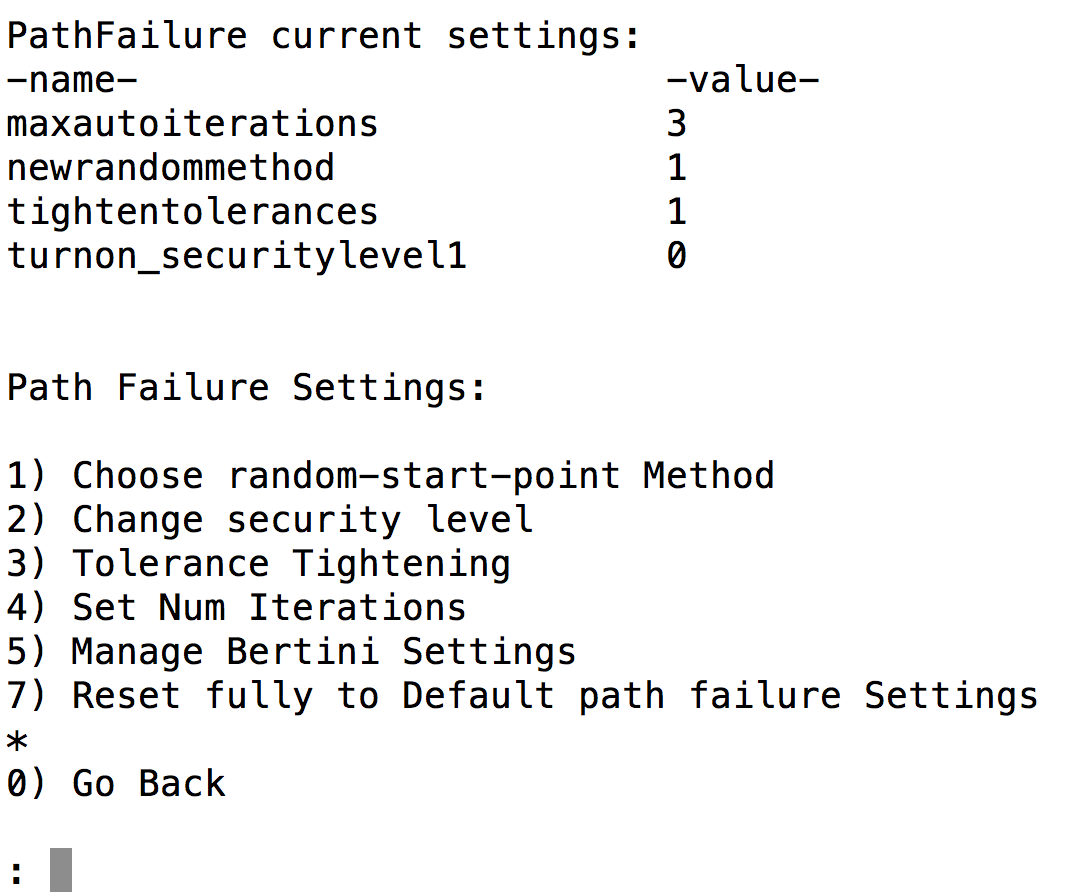 PathFailure current settings:
-name- -value-
maxautoiterations 3
newrandommethod 1
tightentolerances 1
turnon_securitylevel1 0
Path Failure Settings:
1) Choose random-start-point Method
2) Change security level
3) Tolerance Tightening
4) Set Num Iterations
5) Manage Bertini Settings
7) Reset fully to Default path failure Settings
*
0) Go Back
: